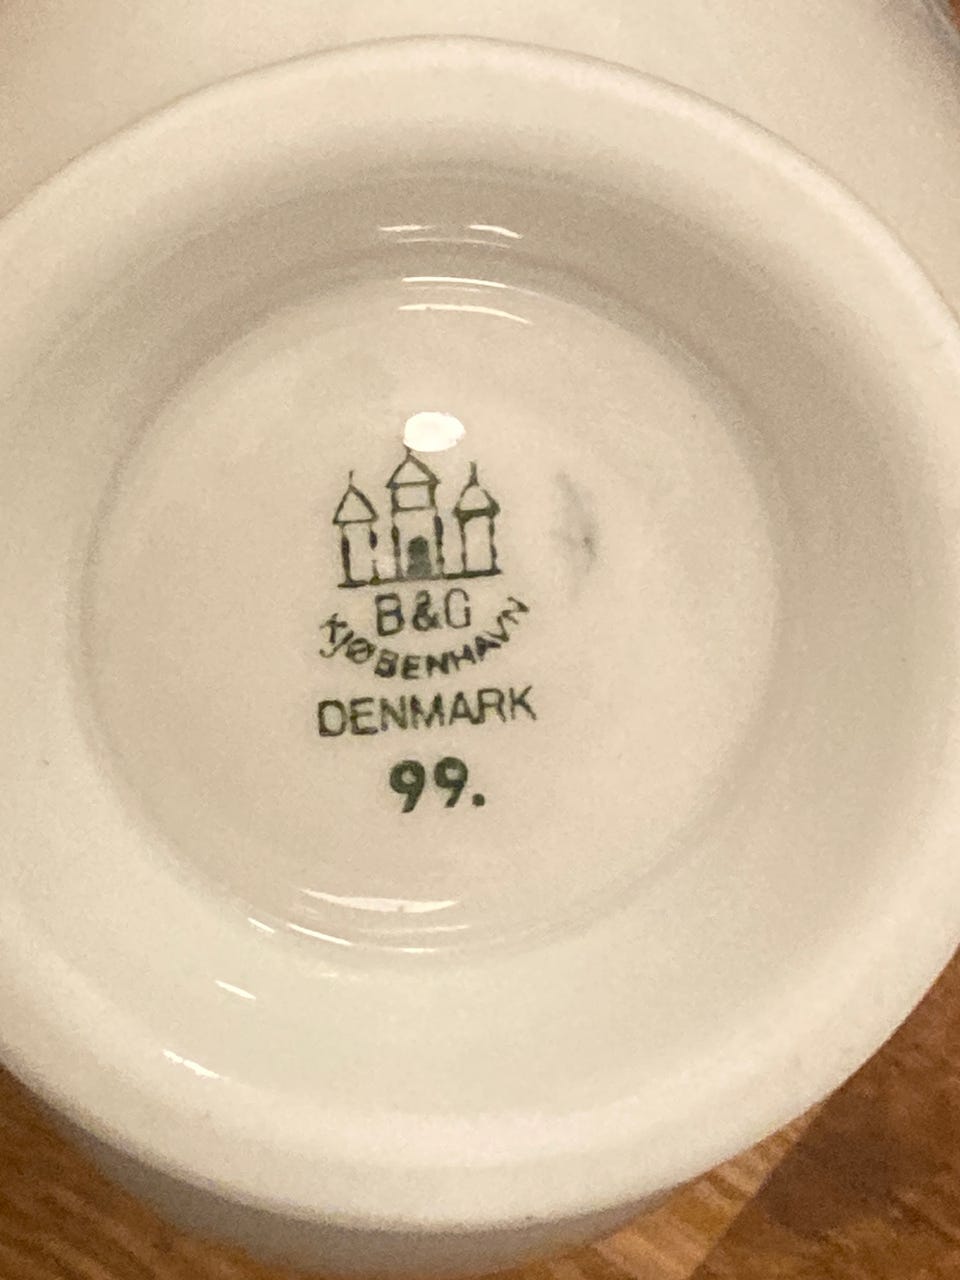 B&G
KJØBENHAVN
DENMARK
99.